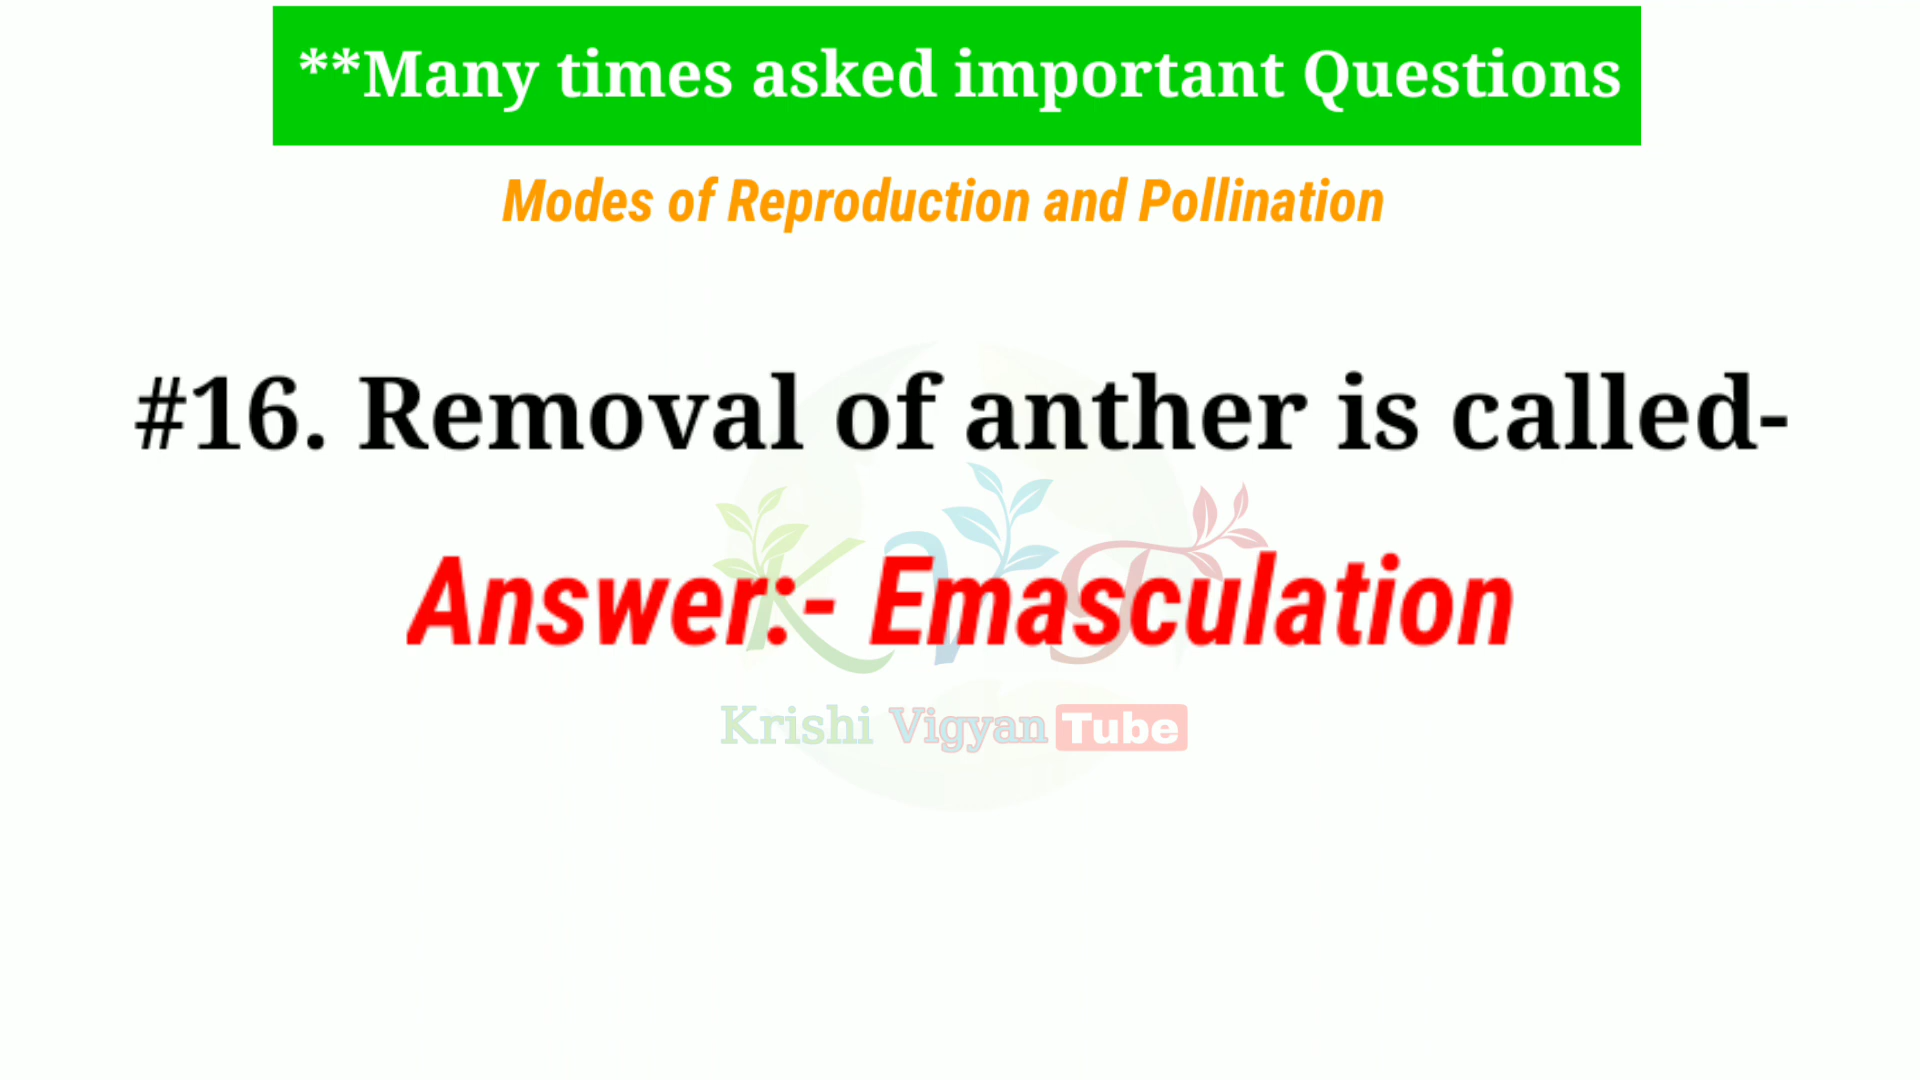 **Many times asked important Questions
Modes of Reproduction and Pollination
#16. Removal of anther is called-
Answer:- Emasculation
KVT
Krishi Vigyan Tube